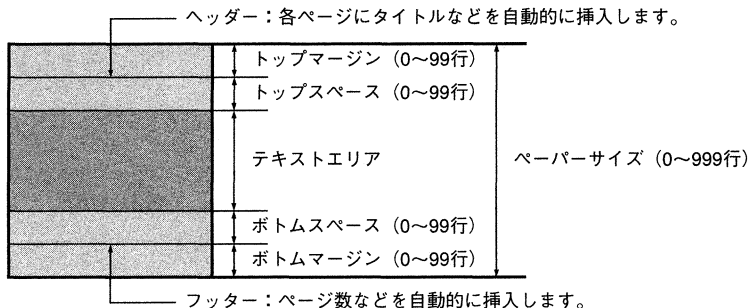 ヘッダー：各ページにタイトルなどを自動的に挿入します。
トップマージン（0～99行）
トップスペース（0～99行）
テキストエリア
ペーパーサイズ（0～999行）
ボトムスペース（0～99行）
ボトムマージン（0～99行）
フッター：ページ数などを自動的に挿入します。